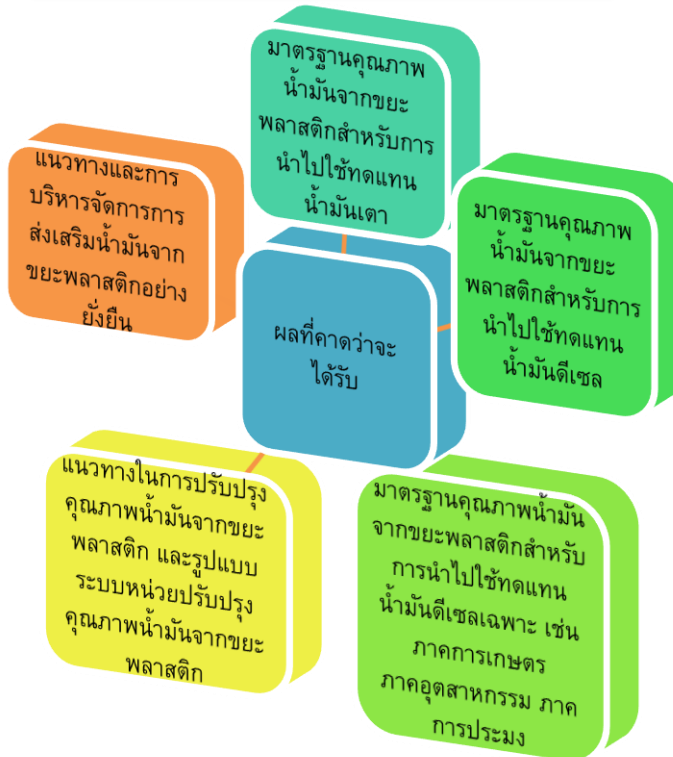 ผลที่คาดว่าจะ
ได้รับ
มาตรฐานคุณภาพ
น้ำมันจากขยะ
พลาสติกสำหรับการ
นำไปใช้ทดแทน
น้ำมันเตา
มาตรฐานคุณภาพ
น้ำมันจากขยะ
พลาสติกสำหรับการ
นำไปใช้ทดแทน
น้ำมันดีเซล
มาตรฐานคุณภาพน้ำมัน
จากขยะพลาสติกสำหรับ
การนำไปใช้ทดแทน
น้ำมันดีเซลเฉพาะ เช่น
ภาคการเกษตร
ภาคอุตสาหกรรม ภาค
การประมง
แนวทางในการปรับปรุง
คุณภาพน้ำมันจากขยะ
พลาสติก และรูปแบบ
ระบบหน่วยปรับปรุง
คุณภาพน้ำมันจากขยะ
พลาสติก
แนวทางและการ
บริหารจัดการการ
ส่งเสริมน้ำมันจาก
ขยะพลาสติกอย่าง
ยั่งยืน